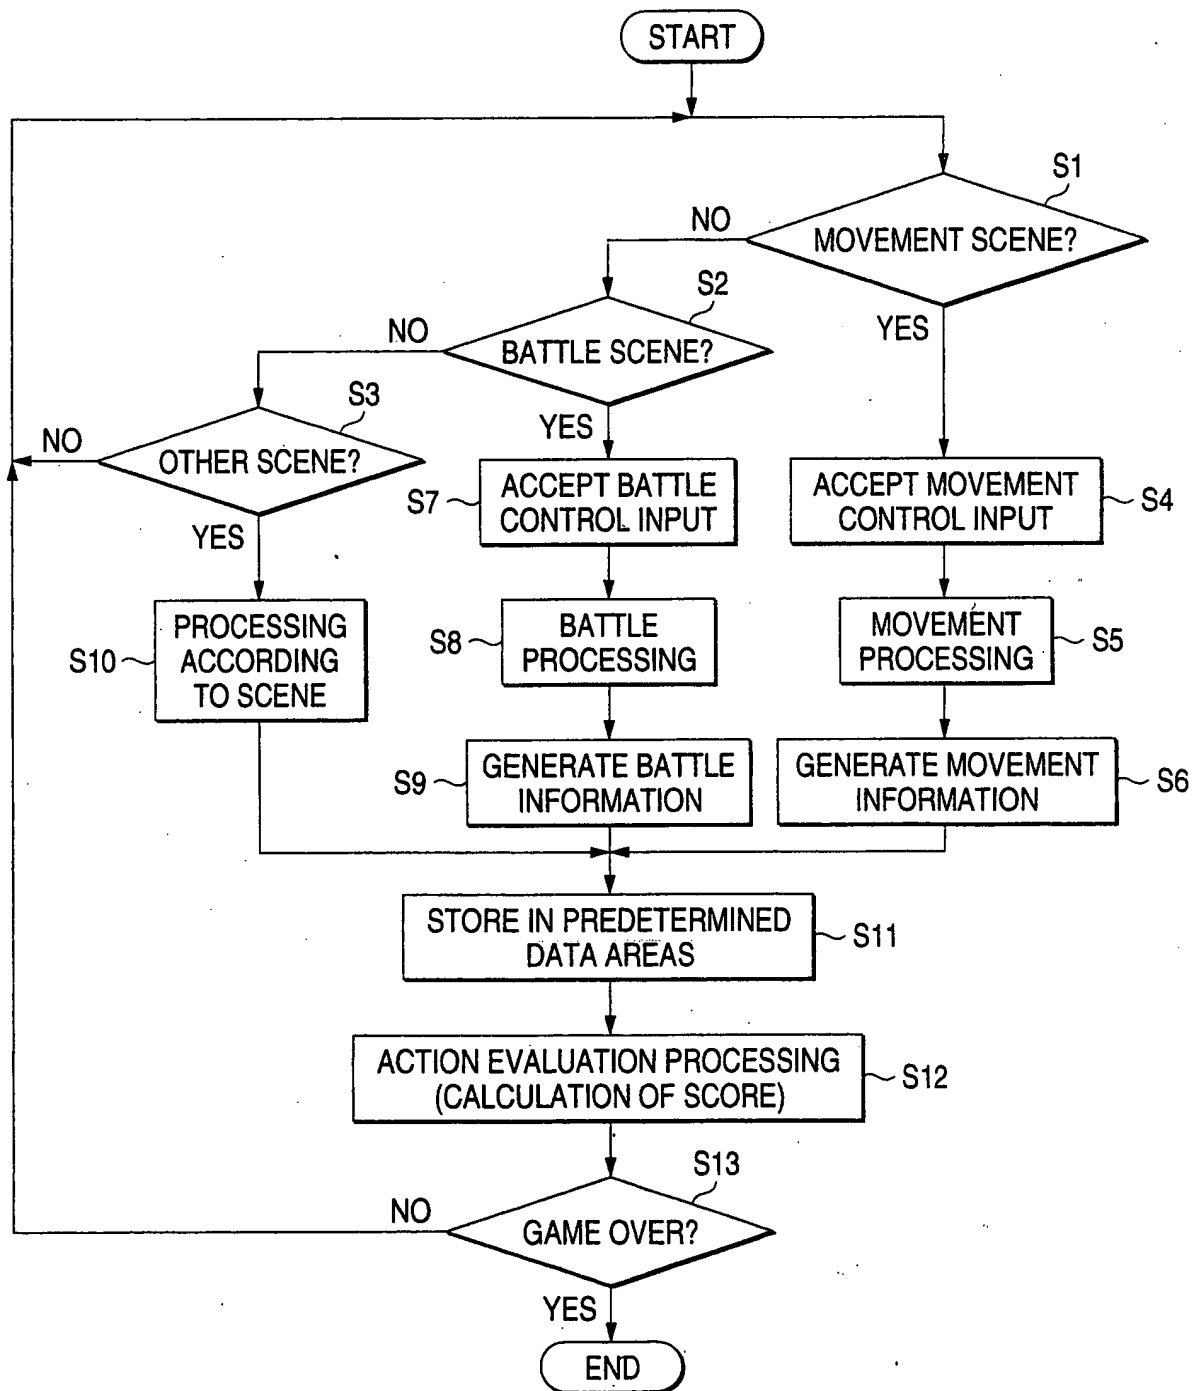 START
S1
NO
MOVEMENT SCENE?
S2
YES
NO
BATTLE SCENE?
S3
YES
NO
OTHER SCENE?
S7
ACCEPT BATTLE
CONTROL INPUT
ACCEPT MOVEMENT
CONTROL INPUT
S4
YES
S10
PROCESSING
ACCORDING
TO SCENE
S8
BATTLE
PROCESSING
MOVEMENT
PROCESSING
S5
S9
GENERATE BATTLE
INFORMATION
GENERATE MOVEMENT
INFORMATION
S6
STORE IN PREDETERMINED
DATA AREAS
S11
ACTION EVALUATION PROCESSING
(CALCULATION OF SCORE)
S12
S13
NO
GAME OVER?
YES
END